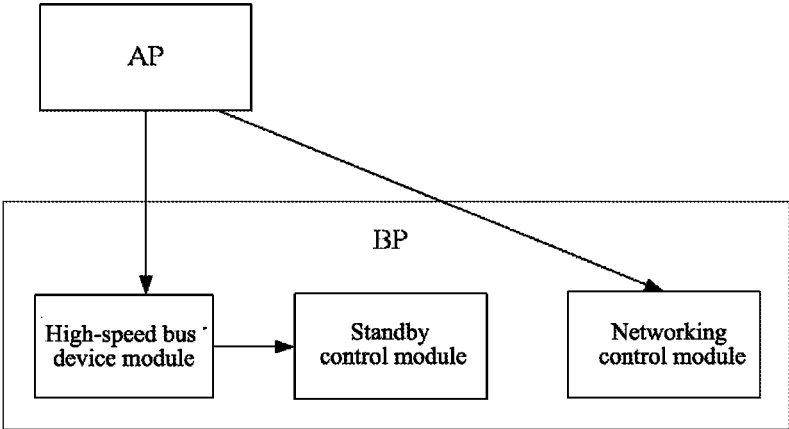 AP
BP
High-speed bus
device module
Standby
control module
Networking
control module